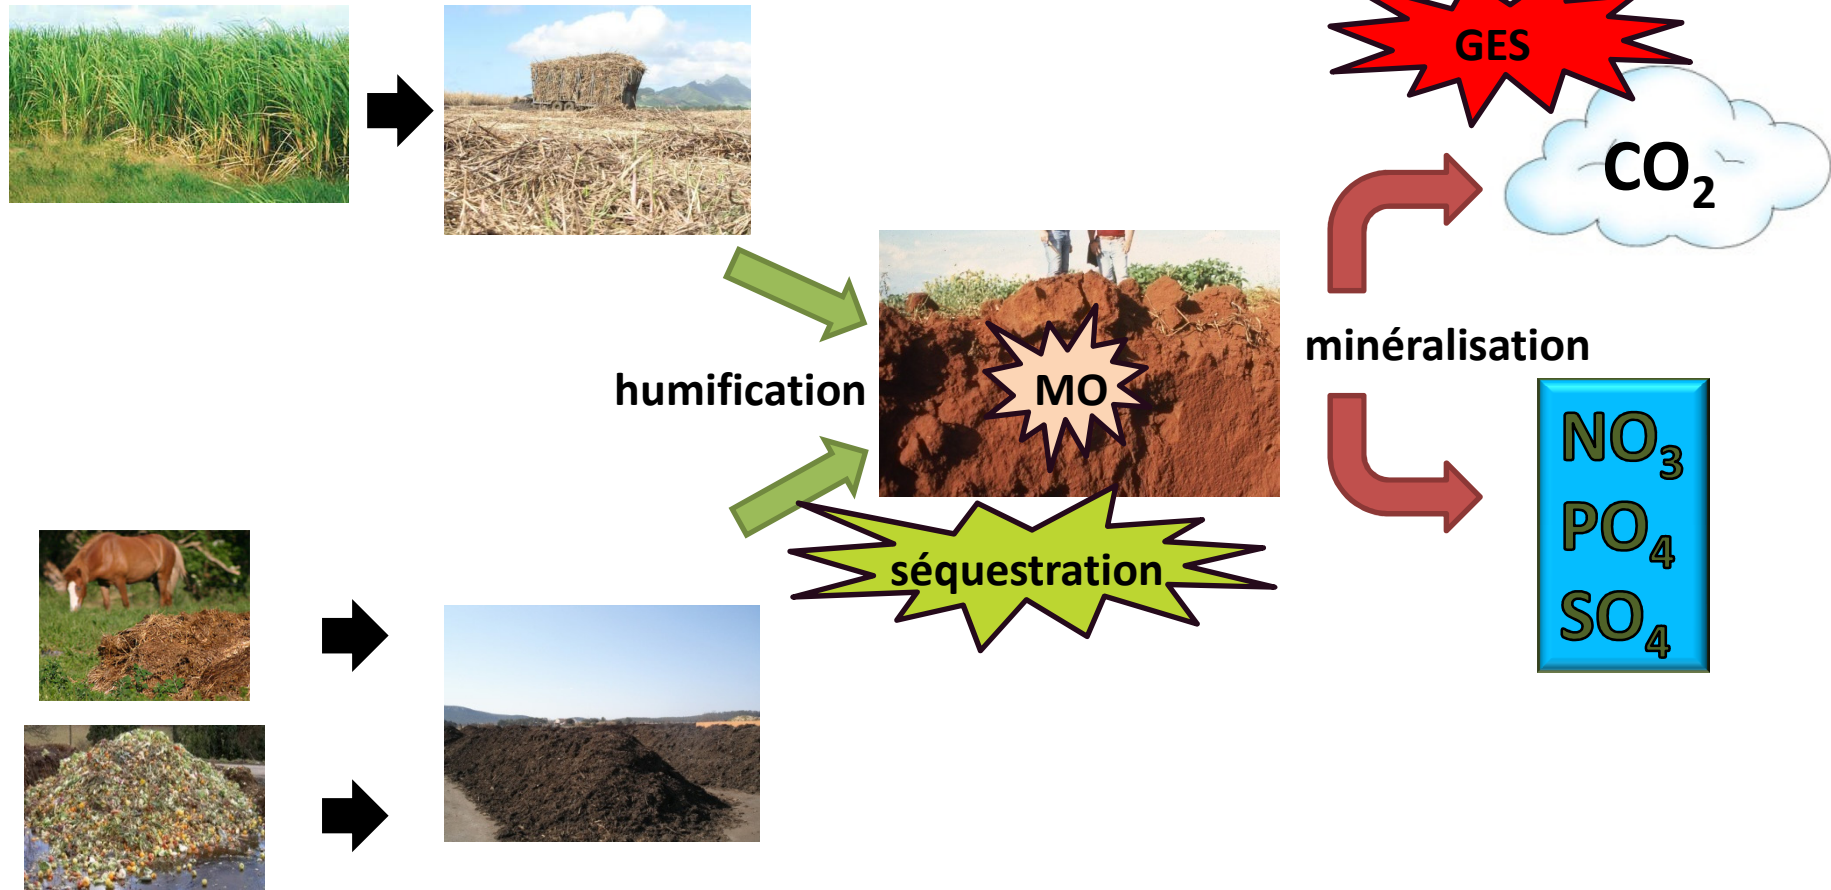 GES
CO₂
minéralisation
humification
MO
NO₃
PO₄
SO₄
séquestration